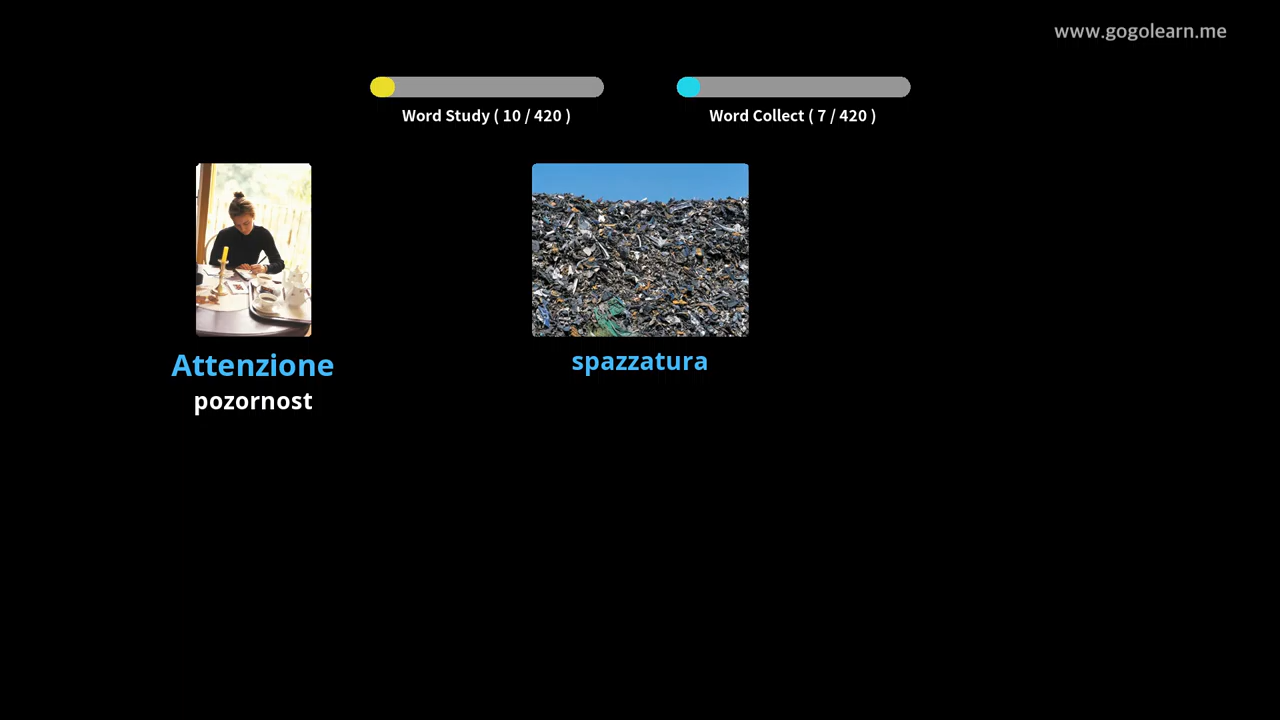 www.gogolearn.me
Word Study ( 10 / 420 )
Word Collect ( 7 / 420 )
Attenzione
pozornost
spazzatura